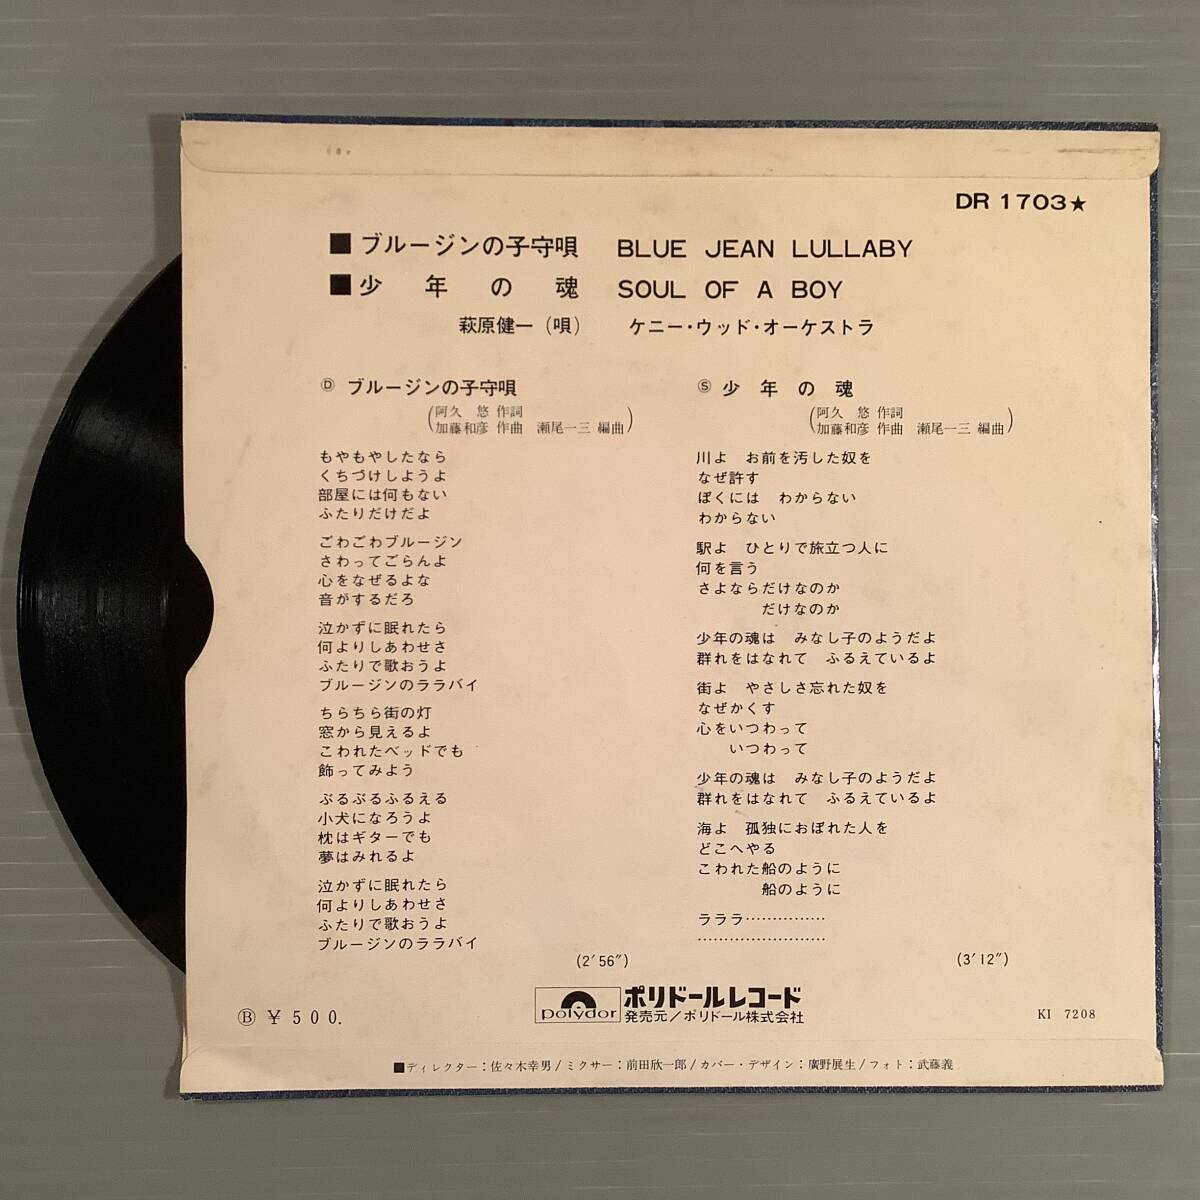 DR 1703★
■ ブルージンの子守唄 BLUE JEAN LULLABY
■ 少年の魂 SOUL OF A BOY
萩原健一(唄) ケニー・ウッド・オーケストラ
Ⓓ ブルージンの子守唄
(阿久 悠 作詞
加藤和彦 作曲 瀬尾一三 編曲)
もやもやしたなら
くちづけしようよ
部屋には何もない
ふたりだけだよ
ごわごわブルージン
さわってごらんよ
心をなぜるよな
音がするだろ
泣かずに眠れたら
何よりしあわせさ
ふたりで歌おうよ
ブルージンのララバイ
ちらちら街の灯
窓から見えるよ
こわれたベッドでも
飾ってみよう
ぶるぶるふるえる
小犬になろうよ
枕はギターでも
夢はみれるよ
泣かずに眠れたら
何よりしあわせさ
ふたりで歌おうよ
ブルージンのララバイ
(2′56″)
Ⓢ 少年の魂
(阿久 悠 作詞
加藤和彦 作曲 瀬尾一三 編曲)
川よ お前を汚した奴を
なぜ許す
ぼくには わからない
わからない
駅よ ひとりで旅立つ人に
何を言う
さよならだけなのか
だけなのか
少年の魂は みなし子のようだよ
群れをはなれて ふるえているよ
街よ やさしさ忘れた奴を
なぜかくす
心をいつわって
いつわって
少年の魂は みなし子のようだよ
群れをはなれて ふるえているよ
海よ 孤独におぼれた人を
どこへやる
こわれた船のように
船のように
ラララ……………
……………………
(3′12″)
polydor ポリドールレコード
発売元/ポリドール株式会社
Ⓑ ¥500.
KI 7208
■ディレクター:佐々木幸男/ミクサー:前田欣一郎/カバー・デザイン:廣野展生/フォト:武藤義